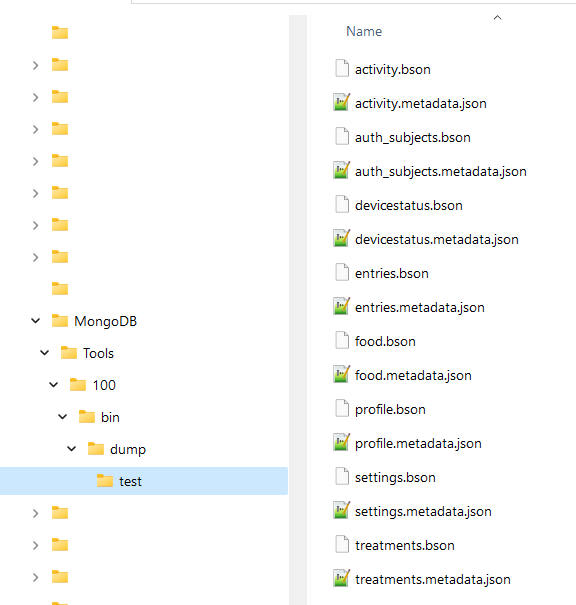 Name
activity.bson
activity.metadata.json
auth_subjects.bson
auth_subjects.metadata.json
devicestatus.bson
devicestatus.metadata.json
entries.bson
entries.metadata.json
food.bson
food.metadata.json
profile.bson
profile.metadata.json
settings.bson
settings.metadata.json
treatments.bson
treatments.metadata.json
MongoDB
Tools
100
bin
dump
test